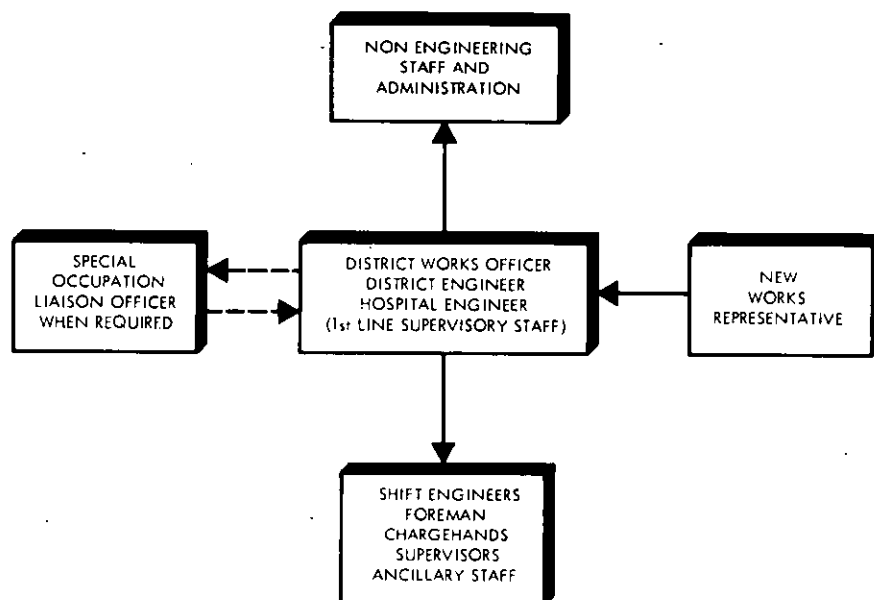 NON ENGINEERING
STAFF AND
ADMINISTRATION
SPECIAL
OCCUPATION
LIAISON OFFICER
WHEN REQUIRED
DISTRICT WORKS OFFICER
DISTRICT ENGINEER
HOSPITAL ENGINEER
(1st LINE SUPERVISORY STAFF)
NEW
WORKS
REPRESENTATIVE
SHIFT ENGINEERS
FOREMAN
CHARGEHANDS
SUPERVISORS
ANCILLARY STAFF